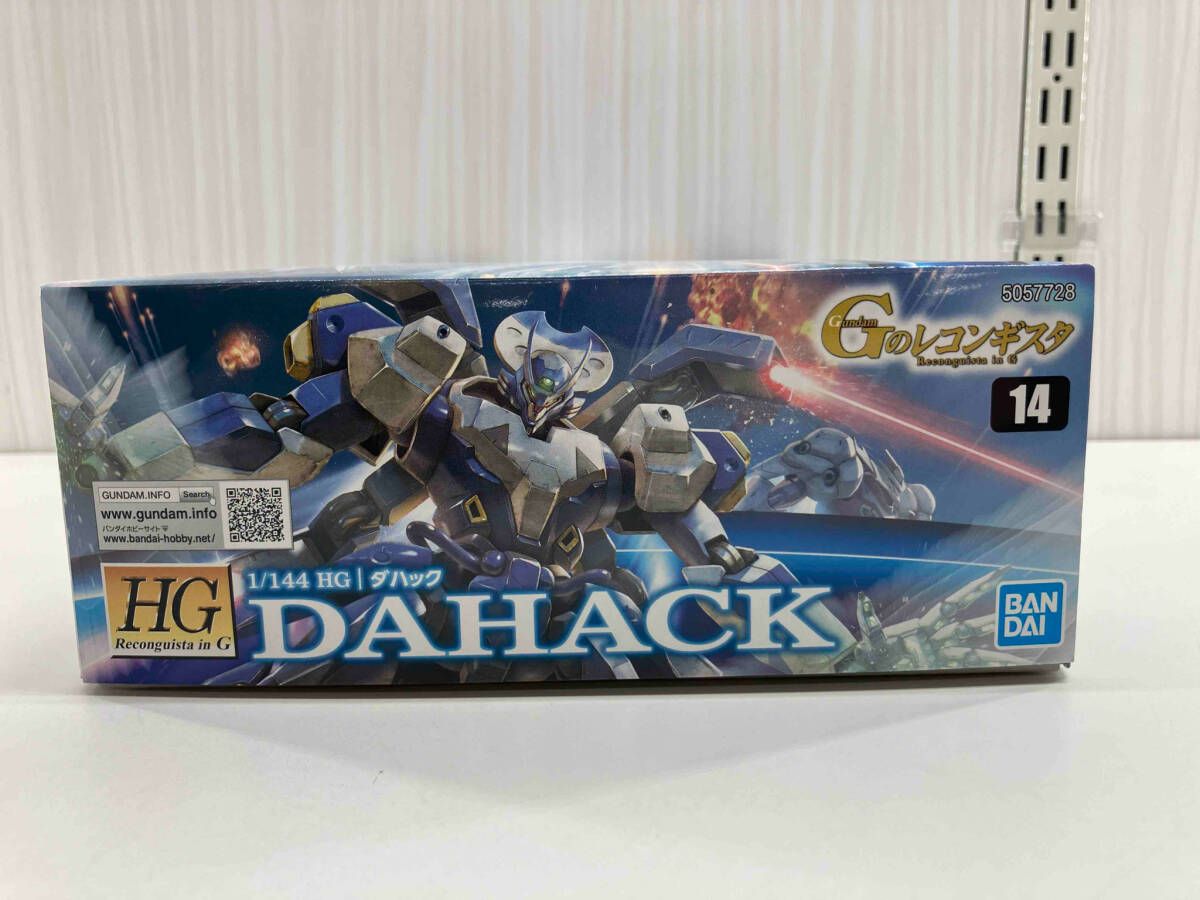 5057728
Gundam
Gのレコンギスタ
Reconguista in G
14
GUNDAM.INFO Search
www.gundam.info
バンダイホビーサイト
www.bandai-hobby.net/
HG
Reconguista in G
1/144 HG | ダハック
DAHACK
BAN
DAI